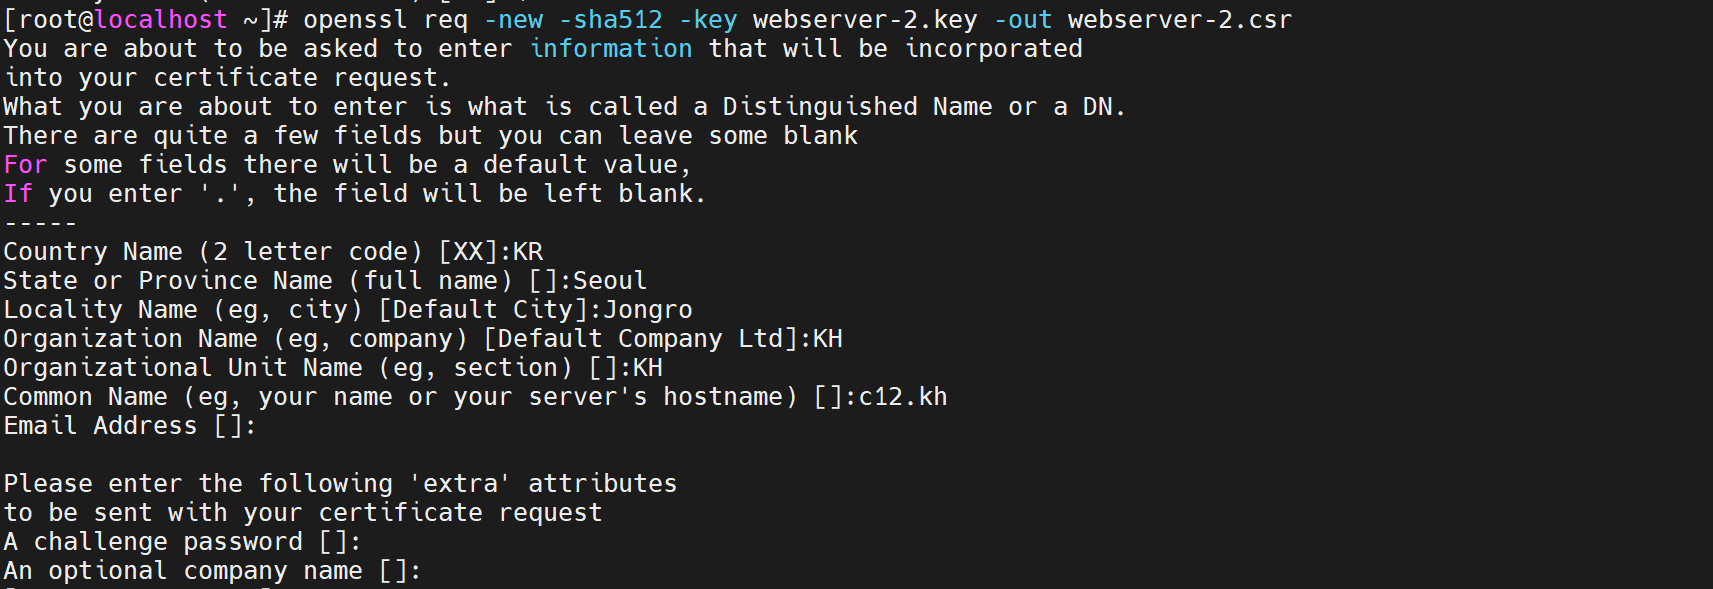 [root@localhost ~]# openssl req -new -sha512 -key webserver-2.key -out webserver-2.csr
You are about to be asked to enter information that will be incorporated
into your certificate request.
What you are about to enter is what is called a Distinguished Name or a DN.
There are quite a few fields but you can leave some blank
For some fields there will be a default value,
If you enter '.', the field will be left blank.
-----
Country Name (2 letter code) [XX]:KR
State or Province Name (full name) []:Seoul
Locality Name (eg, city) [Default City]:Jongro
Organization Name (eg, company) [Default Company Ltd]:KH
Organizational Unit Name (eg, section) []:KH
Common Name (eg, your name or your server's hostname) []:c12.kh
Email Address []:
Please enter the following 'extra' attributes
to be sent with your certificate request
A challenge password []:
An optional company name []: